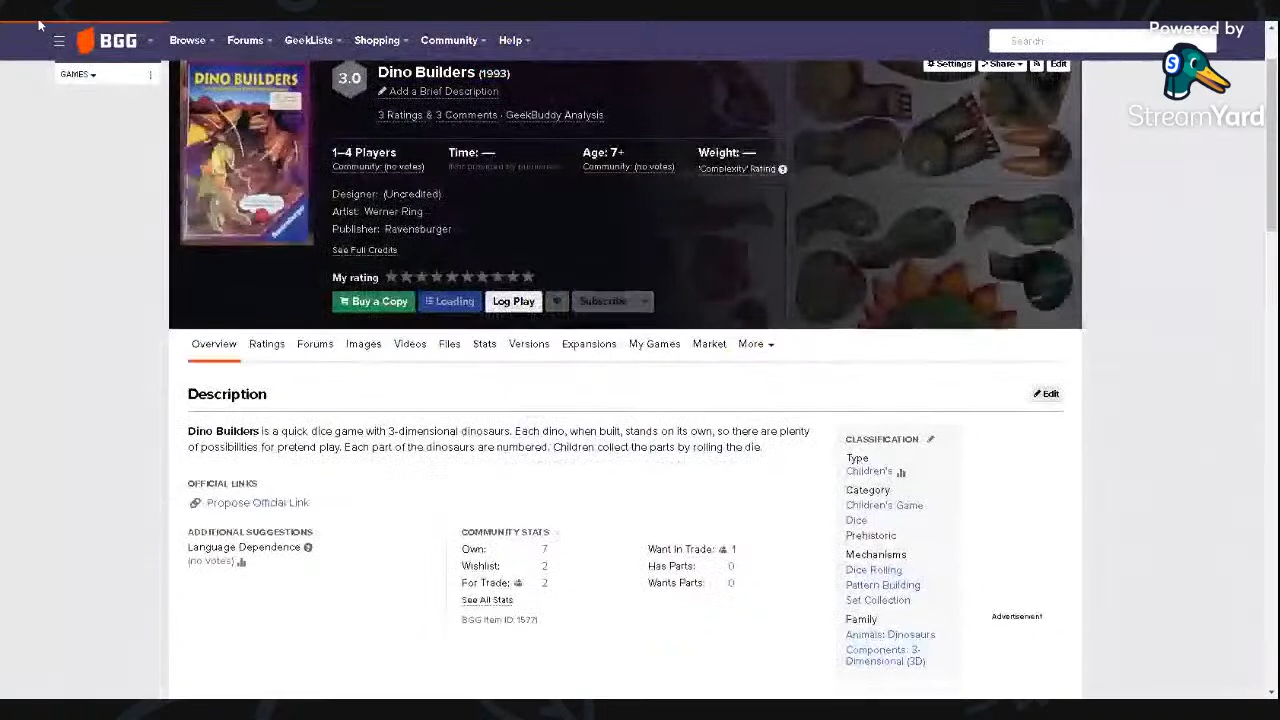 Powered by
StreamYard
BGG
Browse
Forums
GeekLists
Shopping
Community
Help
Search
GAMES
DINO BUILDERS
Ravensburger
3.0
Dino Builders (1993)
Settings
Share
Edit
Add a Brief Description
3 Ratings & 3 Comments · GeekBuddy Analysis
1–4 Players
Community: (no votes)
Time: —
Age: 7+
Community: (no votes)
Weight: —
'Complexity' Rating
Designer: (Uncredited)
Artist: Werner Ring
Publisher: Ravensburger
See Full Credits
My rating
Buy a Copy
Loading
Log Play
Subscribe
Overview
Ratings
Forums
Images
Videos
Files
Stats
Versions
Expansions
My Games
Market
More
Description
Edit
Dino Builders is a quick dice game with 3-dimensional dinosaurs. Each dino, when built, stands on its own, so there are plenty
of possibilities for pretend play. Each part of the dinosaurs are numbered. Children collect the parts by rolling the die.
OFFICIAL LINKS
Propose Official Link
ADDITIONAL SUGGESTIONS
Language Dependence
(no votes)
COMMUNITY STATS
Own: 7
Wishlist: 2
For Trade: 2
See All Stats
Want In Trade: 1
Has Parts: 0
Wants Parts: 0
BGG Item ID:
CLASSIFICATION
Type
Children's
Category
Children's Game
Dice
Prehistoric
Mechanisms
Dice Rolling
Pattern Building
Set Collection
Family
Animals: Dinosaurs
Components: 3-
Dimensional (3D)
Advertisement